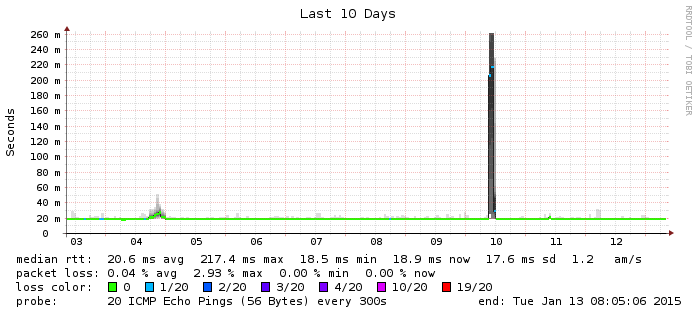 Last 10 Days
RRDTOOL / TOBI OETIKER
Seconds
260 m
240 m
220 m
200 m
180 m
160 m
140 m
120 m
100 m
80 m
60 m
40 m
20 m
0
03 04 05 06 07 08 09 10 11 12
median rtt: 20.6 ms avg 217.4 ms max 18.5 ms min 18.9 ms now 17.6 ms sd 1.2 am/s
packet loss: 0.04 % avg 2.93 % max 0.00 % min 0.00 % now
loss color: 0 1/20 2/20 3/20 4/20 10/20 19/20
probe: 20 ICMP Echo Pings (56 Bytes) every 300s end: Tue Jan 13 08:05:06 2015